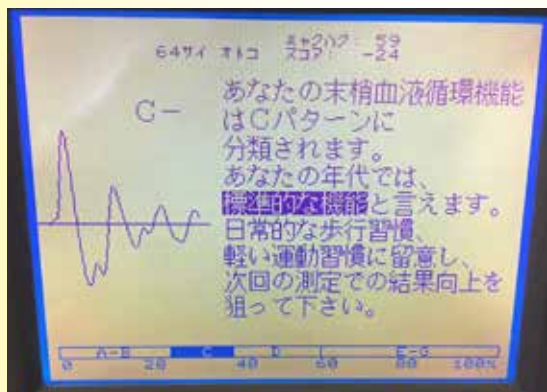 64サイ オトコ ミャクハク: 59
スコア: -24
C-
あなたの末梢血液循環機能
はCパターンに
分類されます。
あなたの年代では、
標準的な機能と言えます。
日常的な歩行習慣、
軽い運動習慣に留意し、
次回の測定での結果向上を
狙って下さい。
A-B C D E-G
0 20 40 60 80 100%